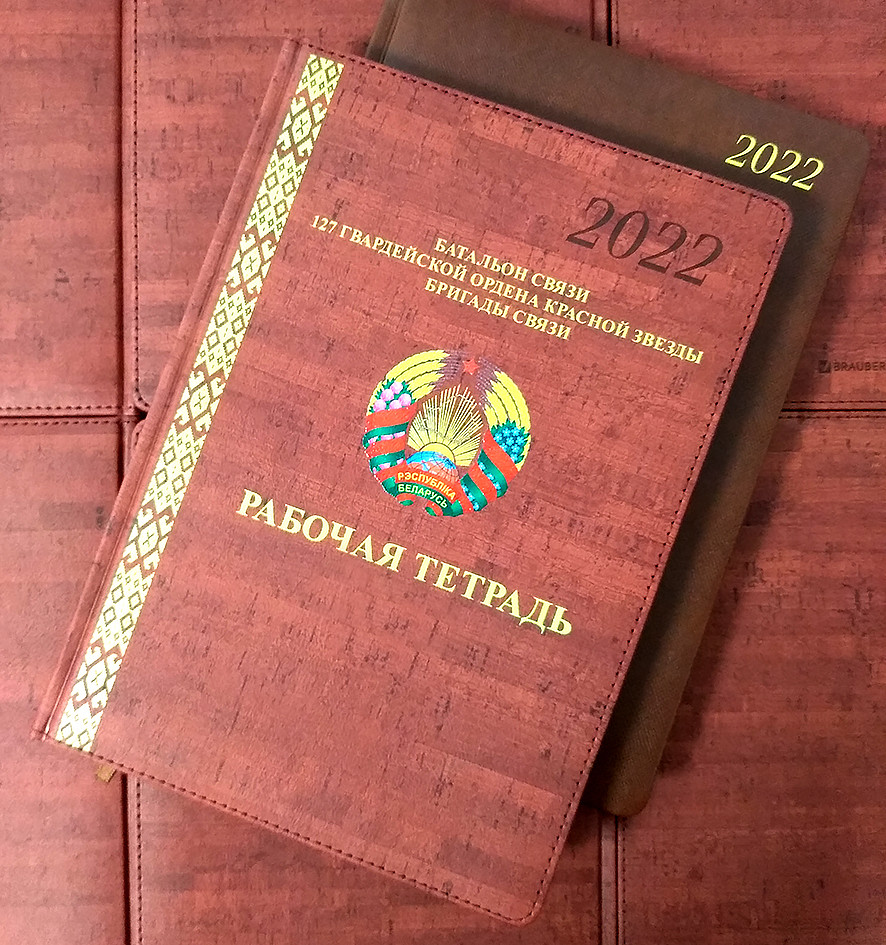 2022
2022
БАТАЛЬОН СВЯЗИ
127 ГВАРДЕЙСКОЙ ОРДЕНА КРАСНОЙ ЗВЕЗДЫ
БРИГАДЫ СВЯЗИ
РЭСПУБЛІКА
БЕЛАРУСЬ
РАБОЧАЯ ТЕТРАДЬ
BRAUBER